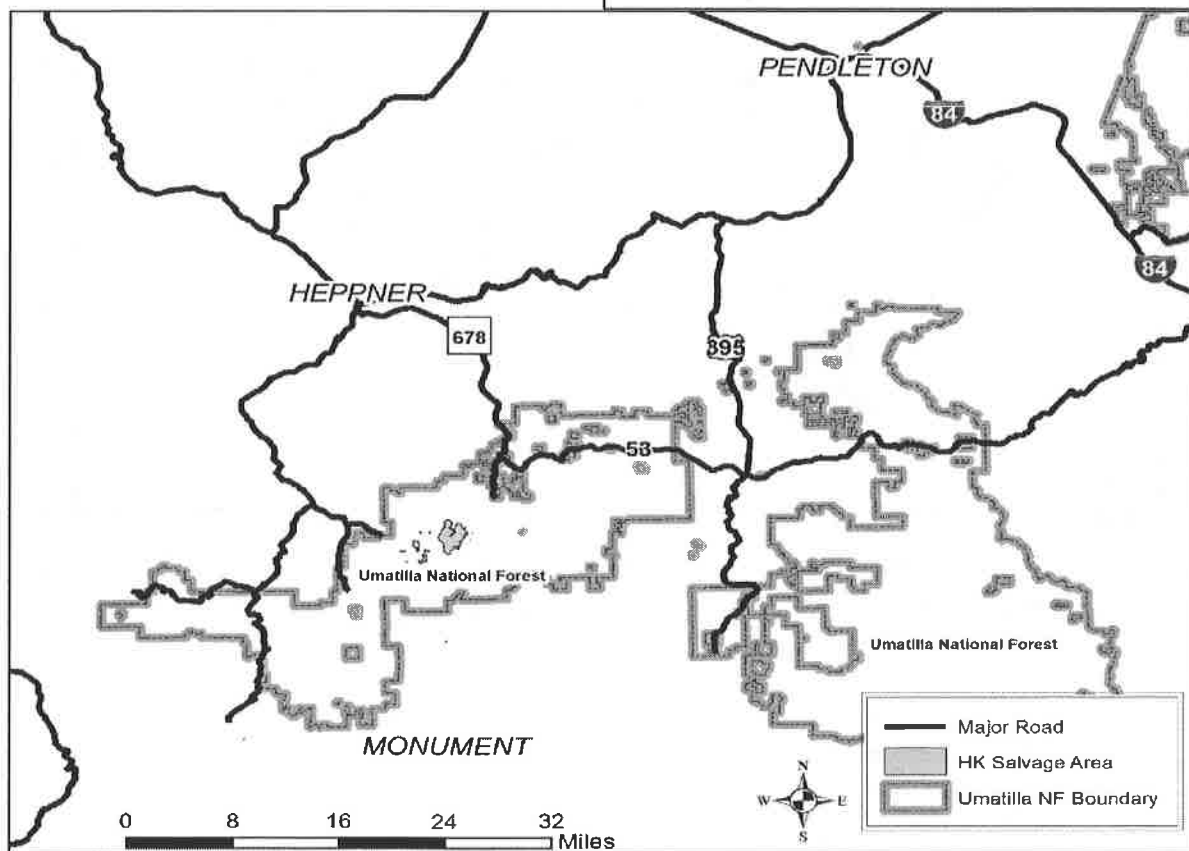 PENDLETON
84
84
HEPPNER
678
395
53
Umatilla National Forest
Umatilla National Forest
MONUMENT
Major Road
HK Salvage Area
Umatilla NF Boundary
N
W E
S
0 8 16 24 32
Miles